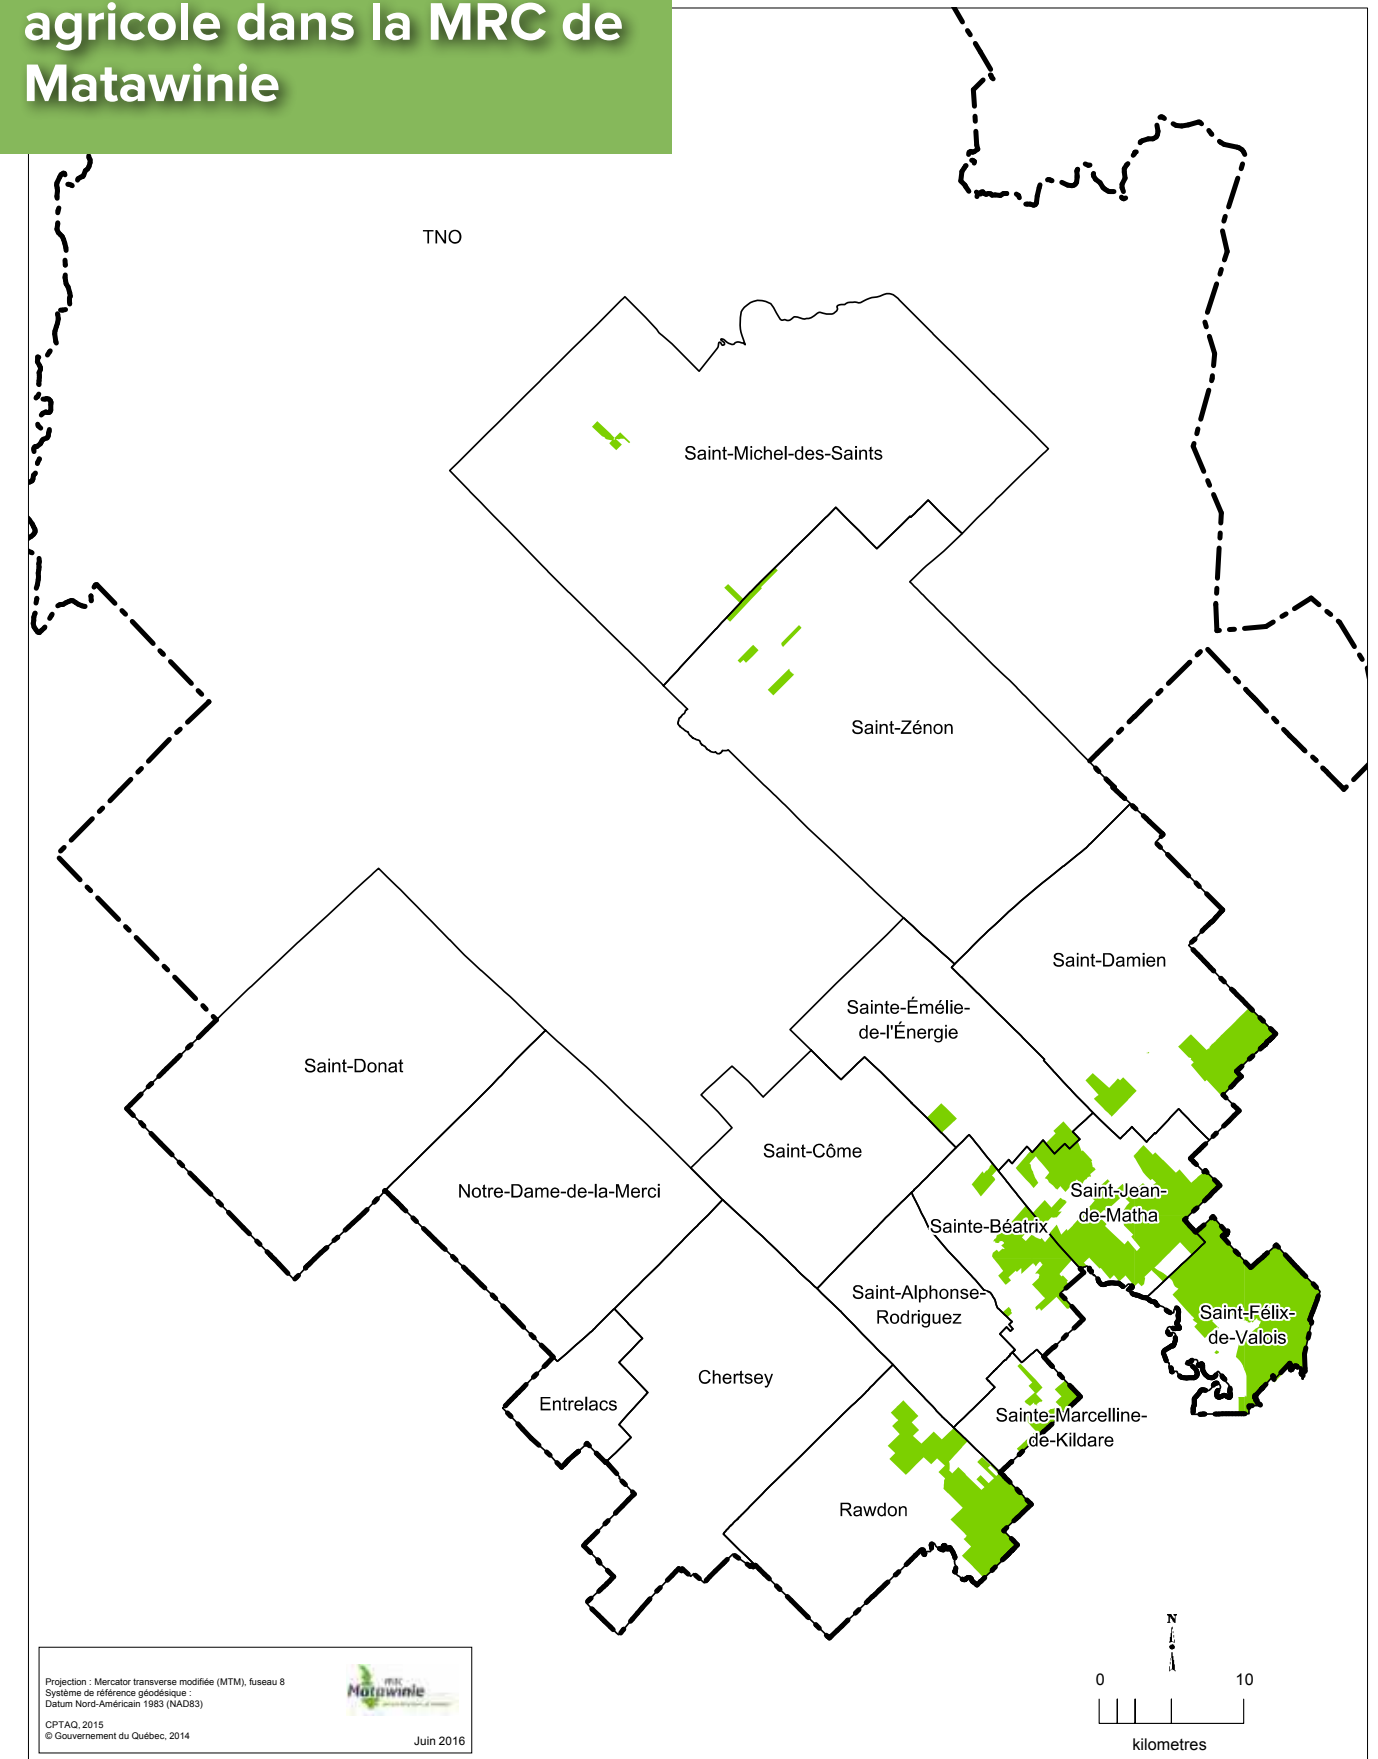 agricole dans la MRC de
Matawinie
TNO
Saint-Michel-des-Saints
Saint-Zénon
Saint-Damien
Sainte-Émélie-
de-l'Énergie
Saint-Donat
Saint-Côme
Notre-Dame-de-la-Merci
Saint-Jean-
de-Matha
Sainte-Béatrix
Saint-Alphonse-
Rodriguez
Saint-Félix-
de-Valois
Chertsey
Entrelacs
Sainte-Marcelline-
de-Kildare
Rawdon
N
0 10
kilometres
Projection : Mercator transverse modifiée (MTM), fuseau 8
Système de référence géodésique :
Datum Nord-Américain 1983 (NAD83)
CPTAQ, 2015
© Gouvernement du Québec, 2014
MRC
Matawinie
Juin 2016